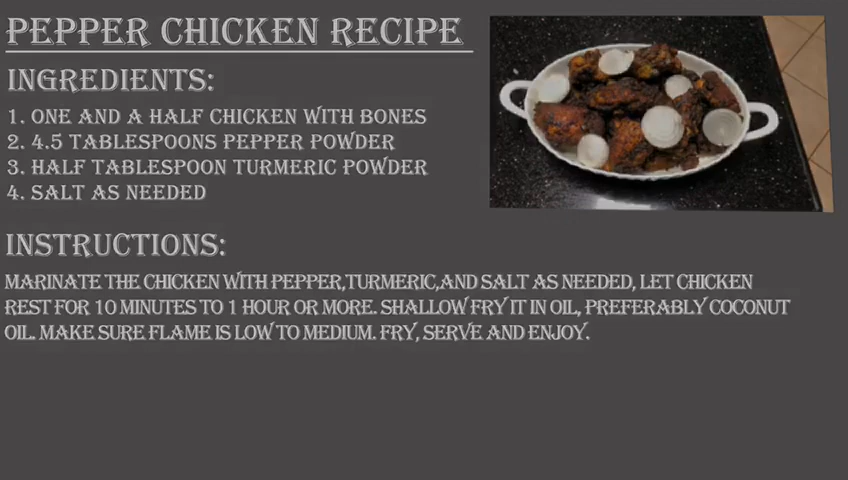 PEPPER CHICKEN RECIPE
INGREDIENTS:
1. ONE AND A HALF CHICKEN WITH BONES
2. 4.5 TABLESPOONS PEPPER POWDER
3. HALF TABLESPOON TURMERIC POWDER
4. SALT AS NEEDED
INSTRUCTIONS:
MARINATE THE CHICKEN WITH PEPPER,TURMERIC,AND SALT AS NEEDED, LET CHICKEN
REST FOR 10 MINUTES TO 1 HOUR OR MORE. SHALLOW FRY IT IN OIL, PREFERABLY COCONUT
OIL. MAKE SURE FLAME IS LOW TO MEDIUM. FRY, SERVE AND ENJOY.